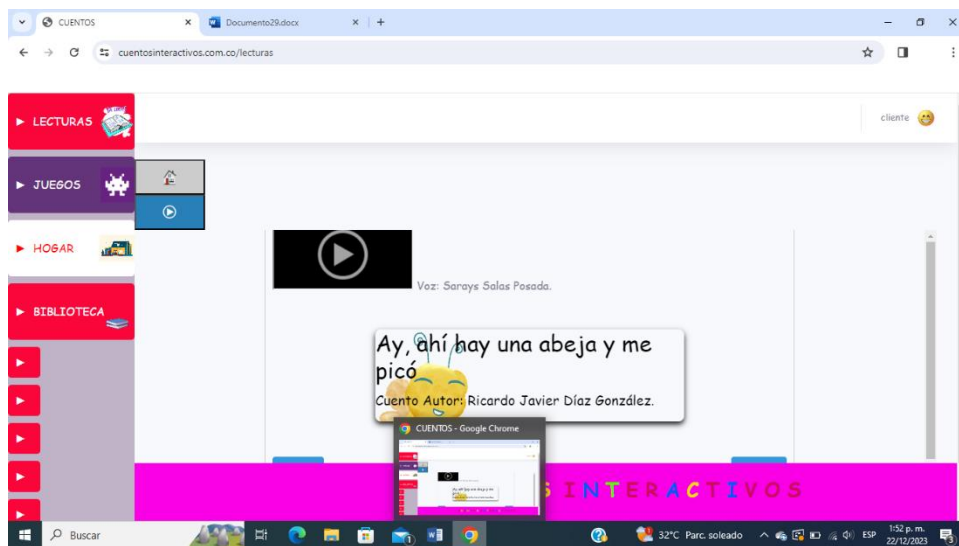 CUENTOS
Documento29.docx
cuentosinteractivos.com.co/lecturas
LECTURAS
cliente
JUEGOS
HOGAR
Voz: Sarays Salas Posada.
BIBLIOTECA
Ay, ahí hay una abeja y me
picó
Cuento Autor: Ricardo Javier Díaz González.
CUENTOS - Google Chrome
S INTERACTIVOS
Buscar
32°C Parc. soleado
ESP
1:52 p. m.
22/12/2023